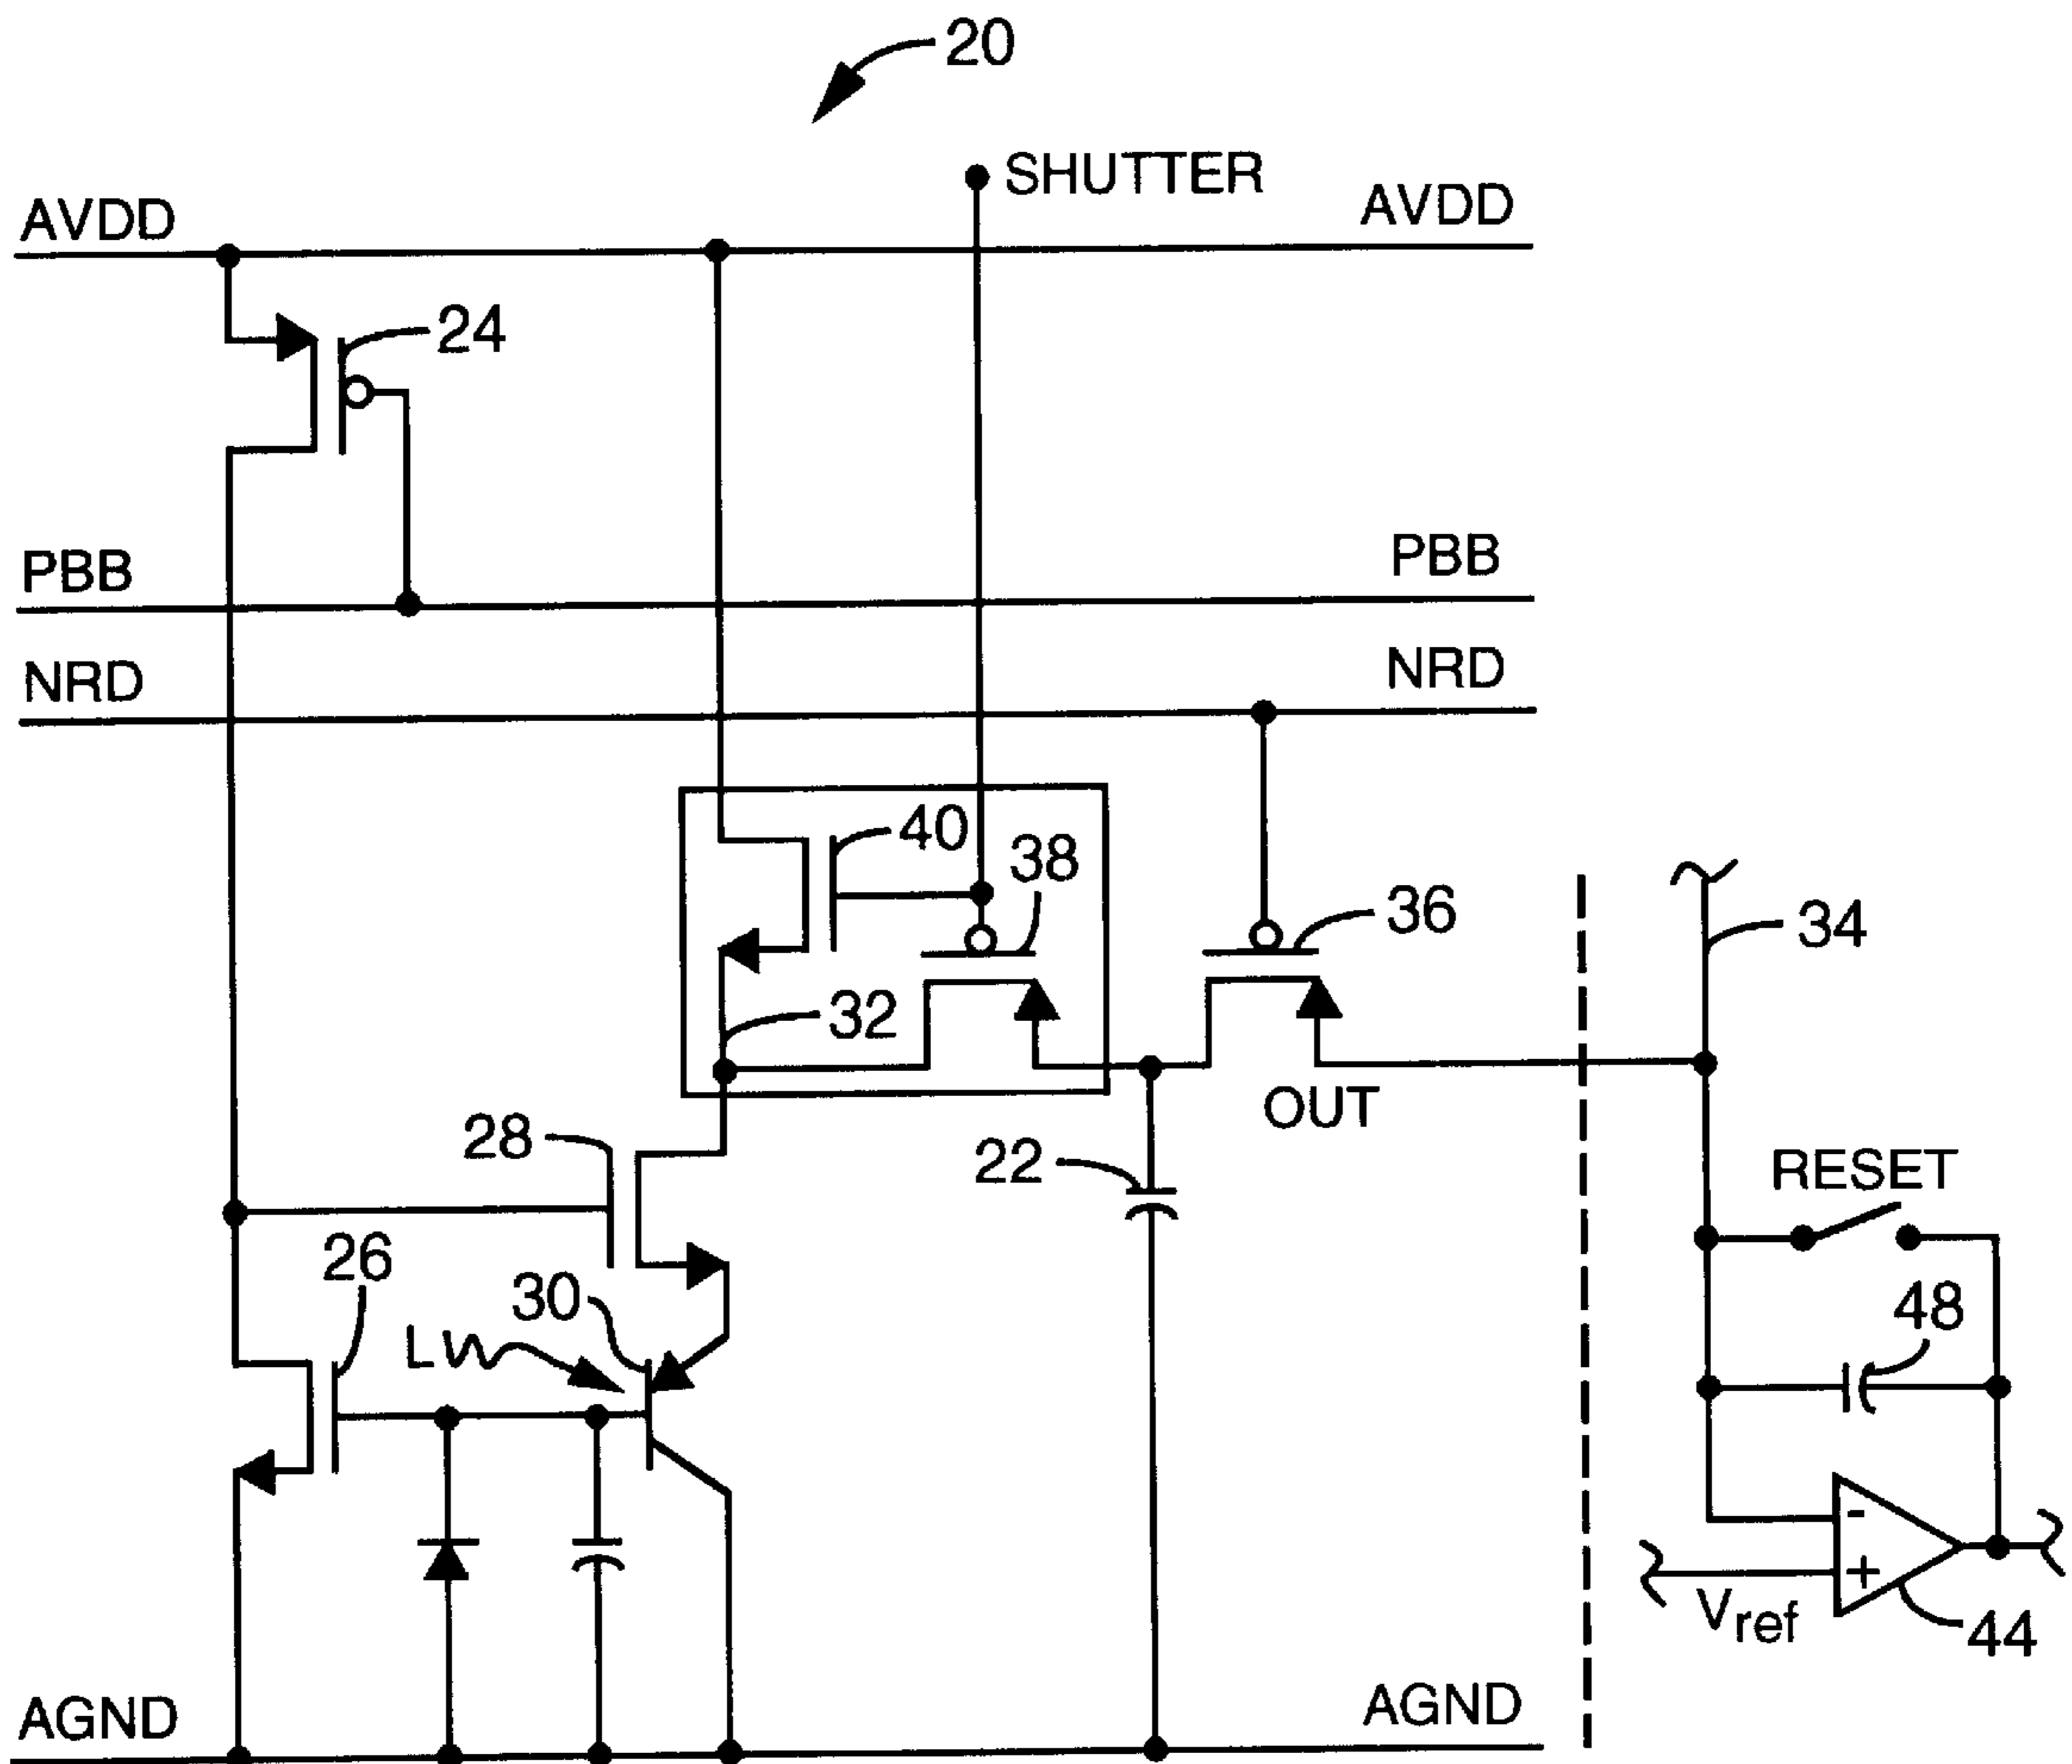 20
SHUTTER
AVDD
AVDD
24
PBB
PBB
NRD
NRD
40
38
36
34
32
OUT
28
22
RESET
26
30
48
LW
-
+
Vref
44
AGND
AGND